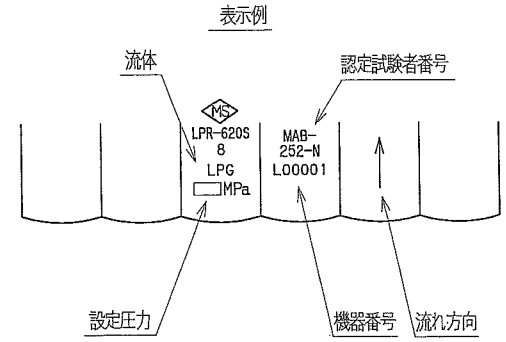 表示例
流体
認定試験者番号
MS
LPR-620S
8
LPG
MPa
MAB-
252-N
L00001
設定圧力
機器番号
流れ方向